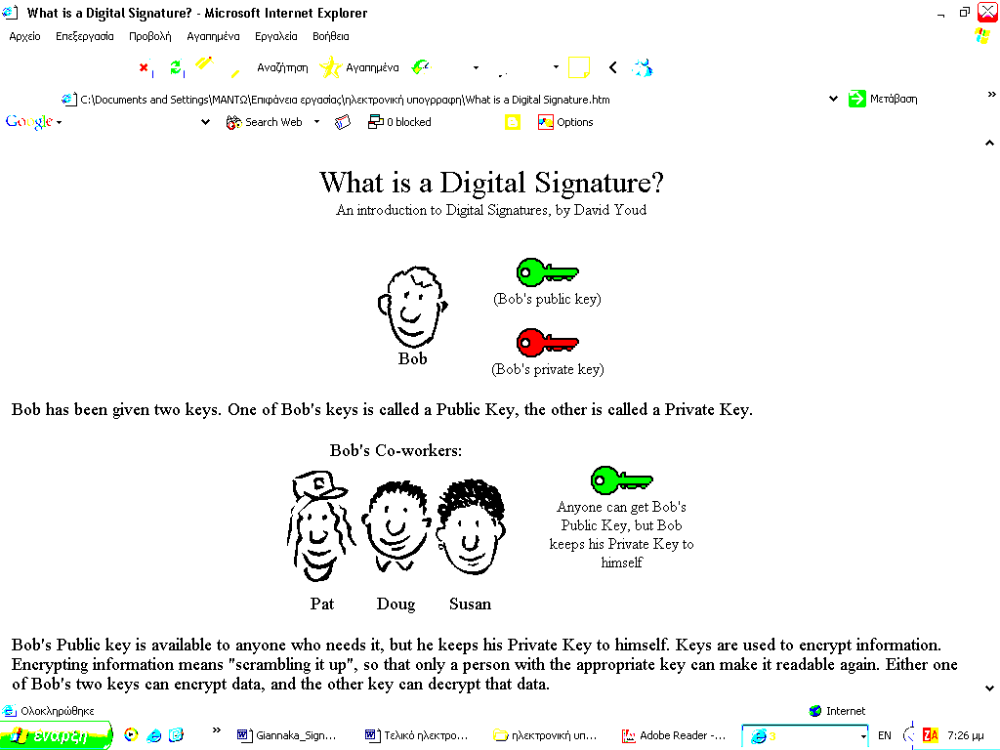 What is a Digital Signature? - Microsoft Internet Explorer
Αρχείο Επεξεργασία Προβολή Αγαπημένα Εργαλεία Βοήθεια
Αναζήτηση Αγαπημένα
C:\Documents and Settings\ΜΑΝΤΩ\Επιφάνεια εργασίας\ηλεκτρονική υπογραφη\What is a Digital Signature.htm Μετάβαση
Google Search Web 0 blocked Options
What is a Digital Signature?
An introduction to Digital Signatures, by David Youd
(Bob's public key)
Bob
(Bob's private key)
Bob has been given two keys. One of Bob's keys is called a Public Key, the other is called a Private Key.
Bob's Co-workers:
Anyone can get Bob's
Public Key, but Bob
keeps his Private Key to
himself
Pat Doug Susan
Bob's Public key is available to anyone who needs it, but he keeps his Private Key to himself. Keys are used to encrypt information.
Encrypting information means "scrambling it up", so that only a person with the appropriate key can make it readable again. Either one
of Bob's two keys can encrypt data, and the other key can decrypt that data.
Ολοκληρώθηκε Internet
έναρξη Giannaka_Sign... Τελικό ηλεκτρο... ηλεκτρονική υπ... Adobe Reader -... 3 EN ZA 7:26 μμ